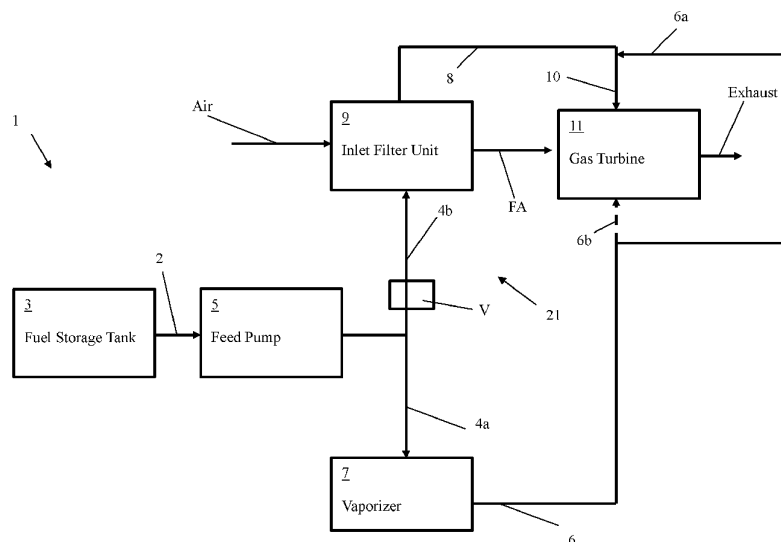 6a
8
10
Exhaust
1
Air
9
Inlet Filter Unit
11
Gas Turbine
FA
4b
6b
2
3
Fuel Storage Tank
5
Feed Pump
V
21
4a
7
Vaporizer
6